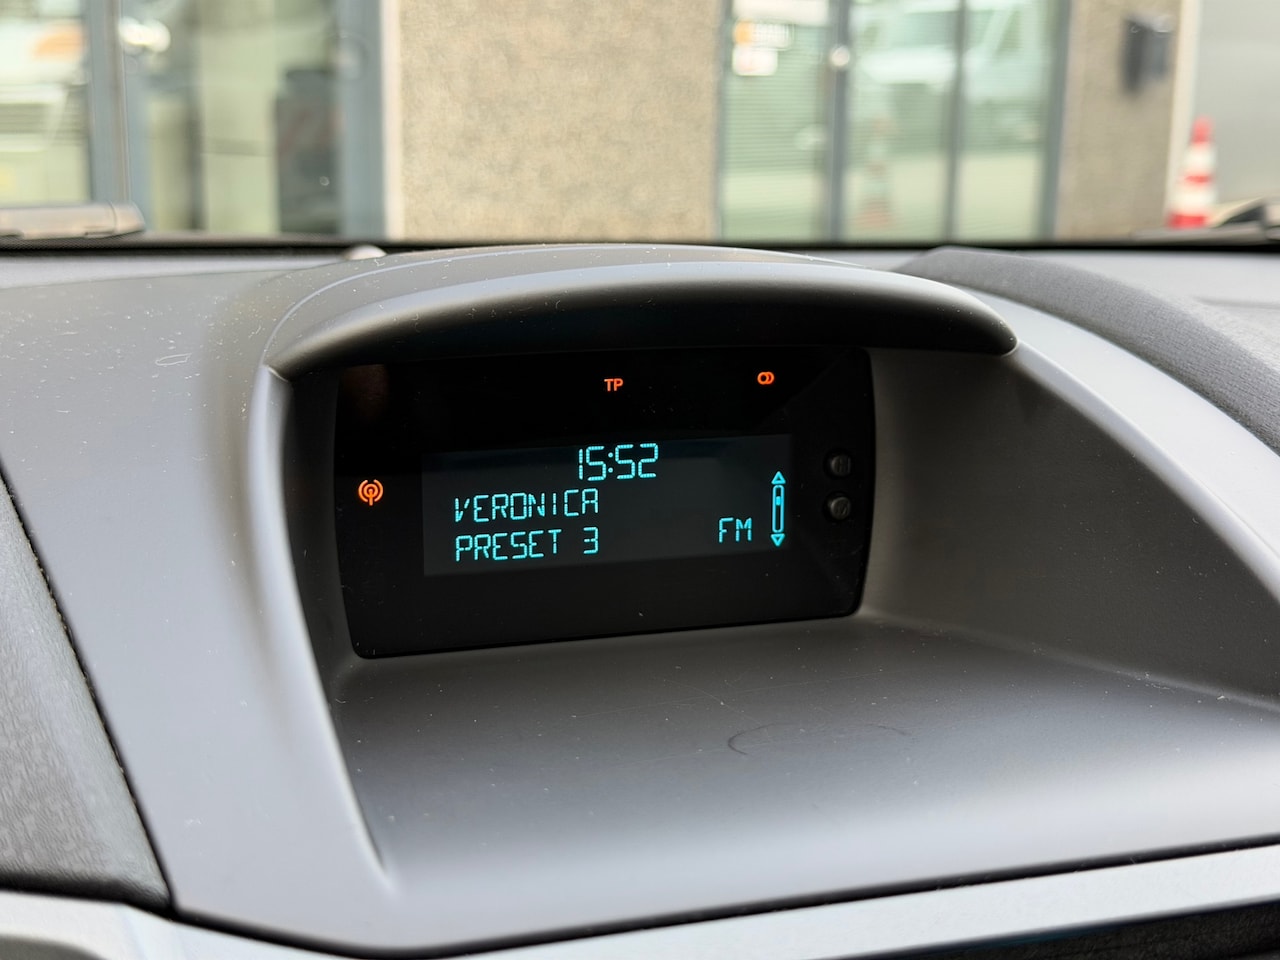 TP
15:52
VERONICA
PRESET 3 FM